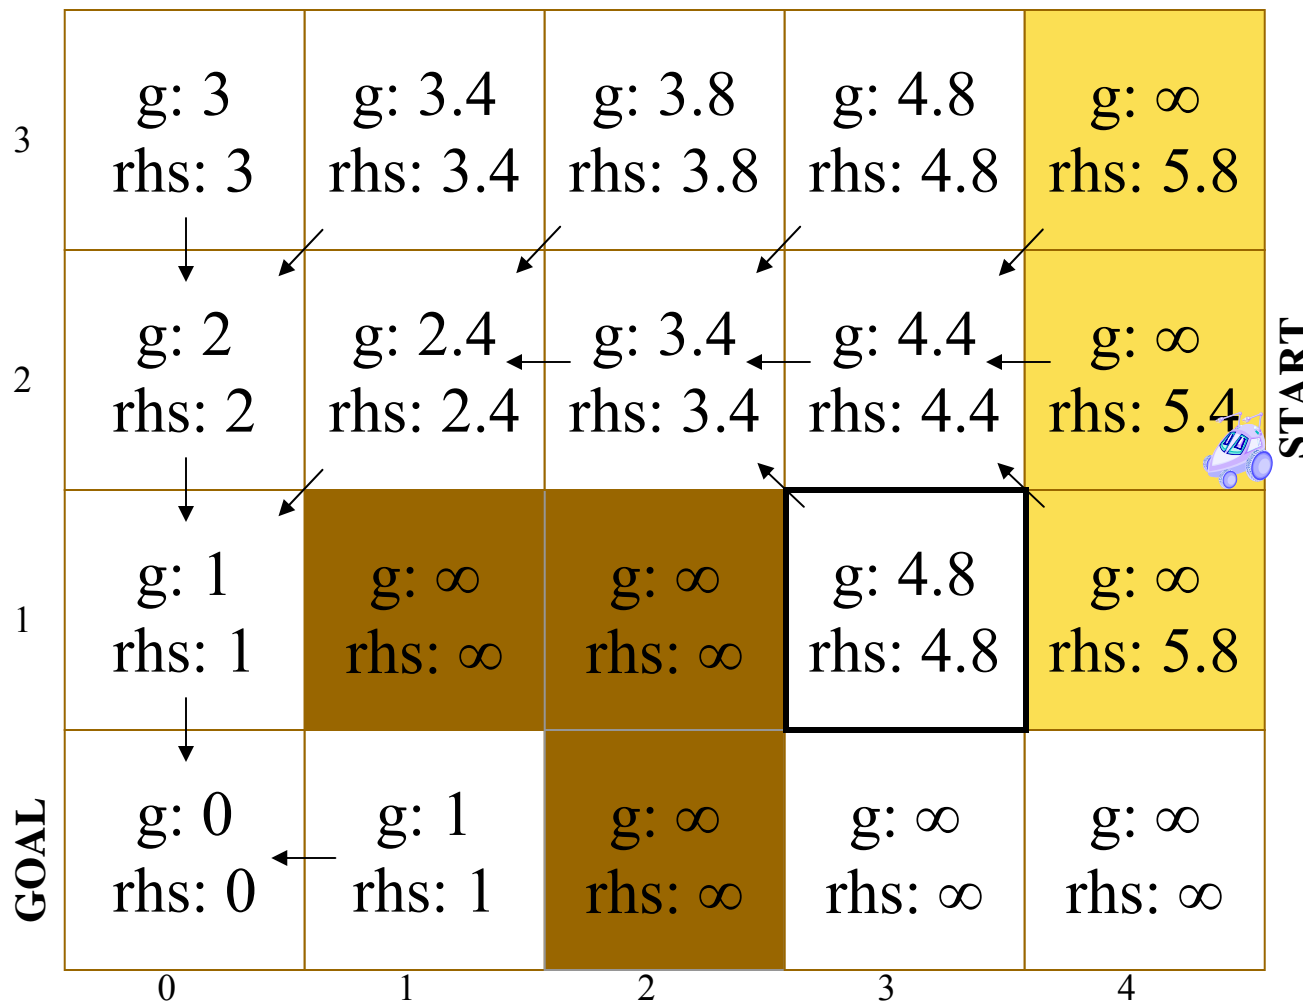 3
g: 3
rhs: 3
g: 3.4
rhs: 3.4
g: 3.8
rhs: 3.8
g: 4.8
rhs: 4.8
g: ∞
rhs: 5.8
2
g: 2
rhs: 2
g: 2.4
rhs: 2.4
g: 3.4
rhs: 3.4
g: 4.4
rhs: 4.4
g: ∞
rhs: 5.4
START
1
g: 1
rhs: 1
g: ∞
rhs: ∞
g: ∞
rhs: ∞
g: 4.8
rhs: 4.8
g: ∞
rhs: 5.8
GOAL
g: 0
rhs: 0
g: 1
rhs: 1
g: ∞
rhs: ∞
g: ∞
rhs: ∞
g: ∞
rhs: ∞
0 1 2 3 4